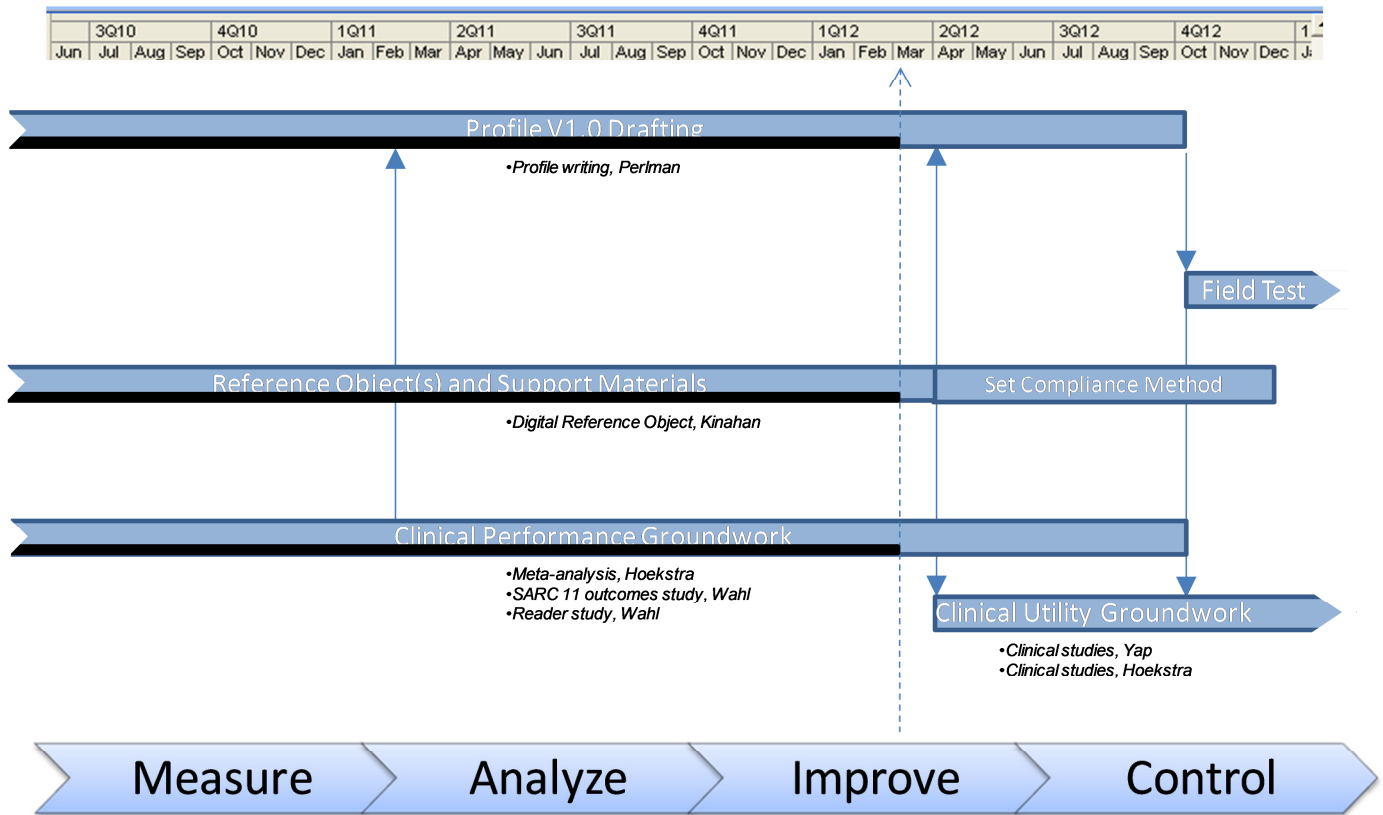 3Q10 4Q10 1Q11 2Q11 3Q11 4Q11 1Q12 2Q12 3Q12 4Q12 1
Jun Jul Aug Sep Oct Nov Dec Jan Feb Mar Apr May Jun Jul Aug Sep Oct Nov Dec Jan Feb Mar Apr May Jun Jul Aug Sep Oct Nov Dec
Profile V1.0 Drafting
•Profile writing, Perlman
Field Test
Reference Object(s) and Support Materials
Set Compliance Method
•Digital Reference Object, Kinahan
Clinical Performance Groundwork
•Meta-analysis, Hoekstra
•SARC 11 outcomes study, Wahl
•Reader study, Wahl
Clinical Utility Groundwork
•Clinical studies, Yap
•Clinical studies, Hoekstra
Measure Analyze Improve Control